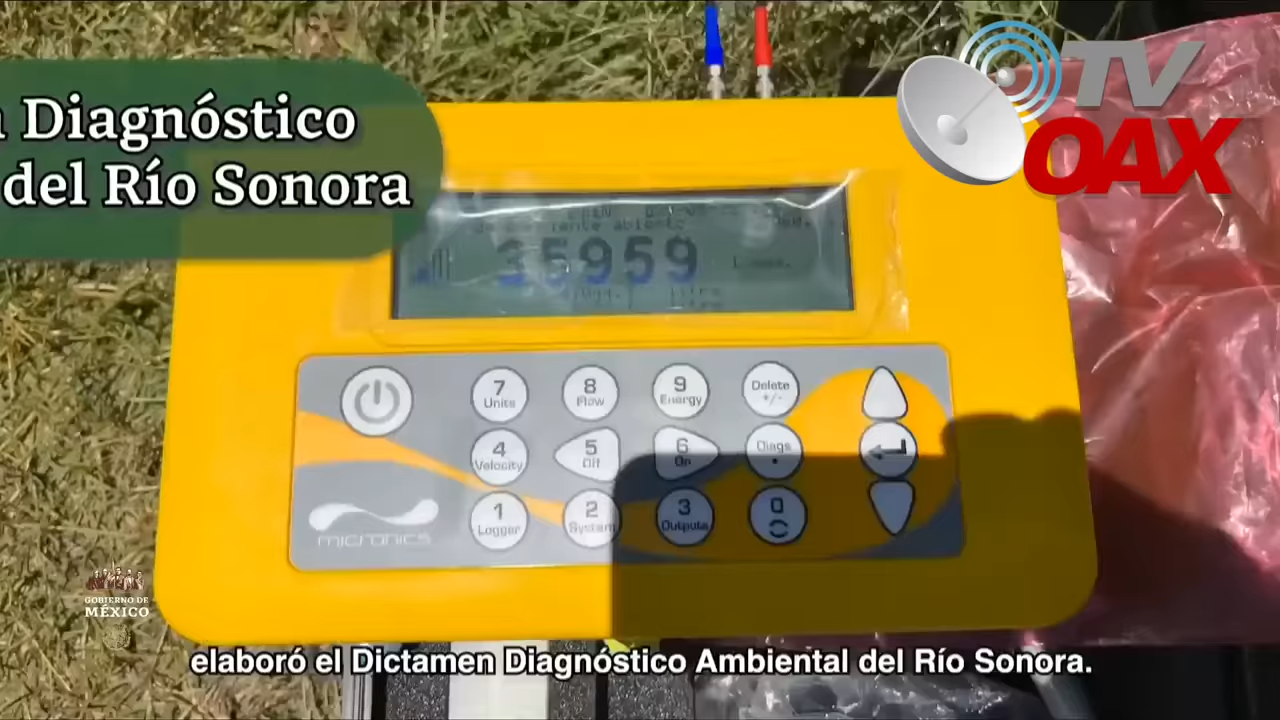 TV
OAX
Diagnóstico
del Río Sonora
35959
7
Units
8
Flow
9
Energy
Delete
+/-
4
Velocity
5
Off
6
On
Diags
.
1
Logger
2
System
3
Outputs
0
micronics
GOBIERNO DE
MÉXICO
elaboró el Dictamen Diagnóstico Ambiental del Río Sonora.